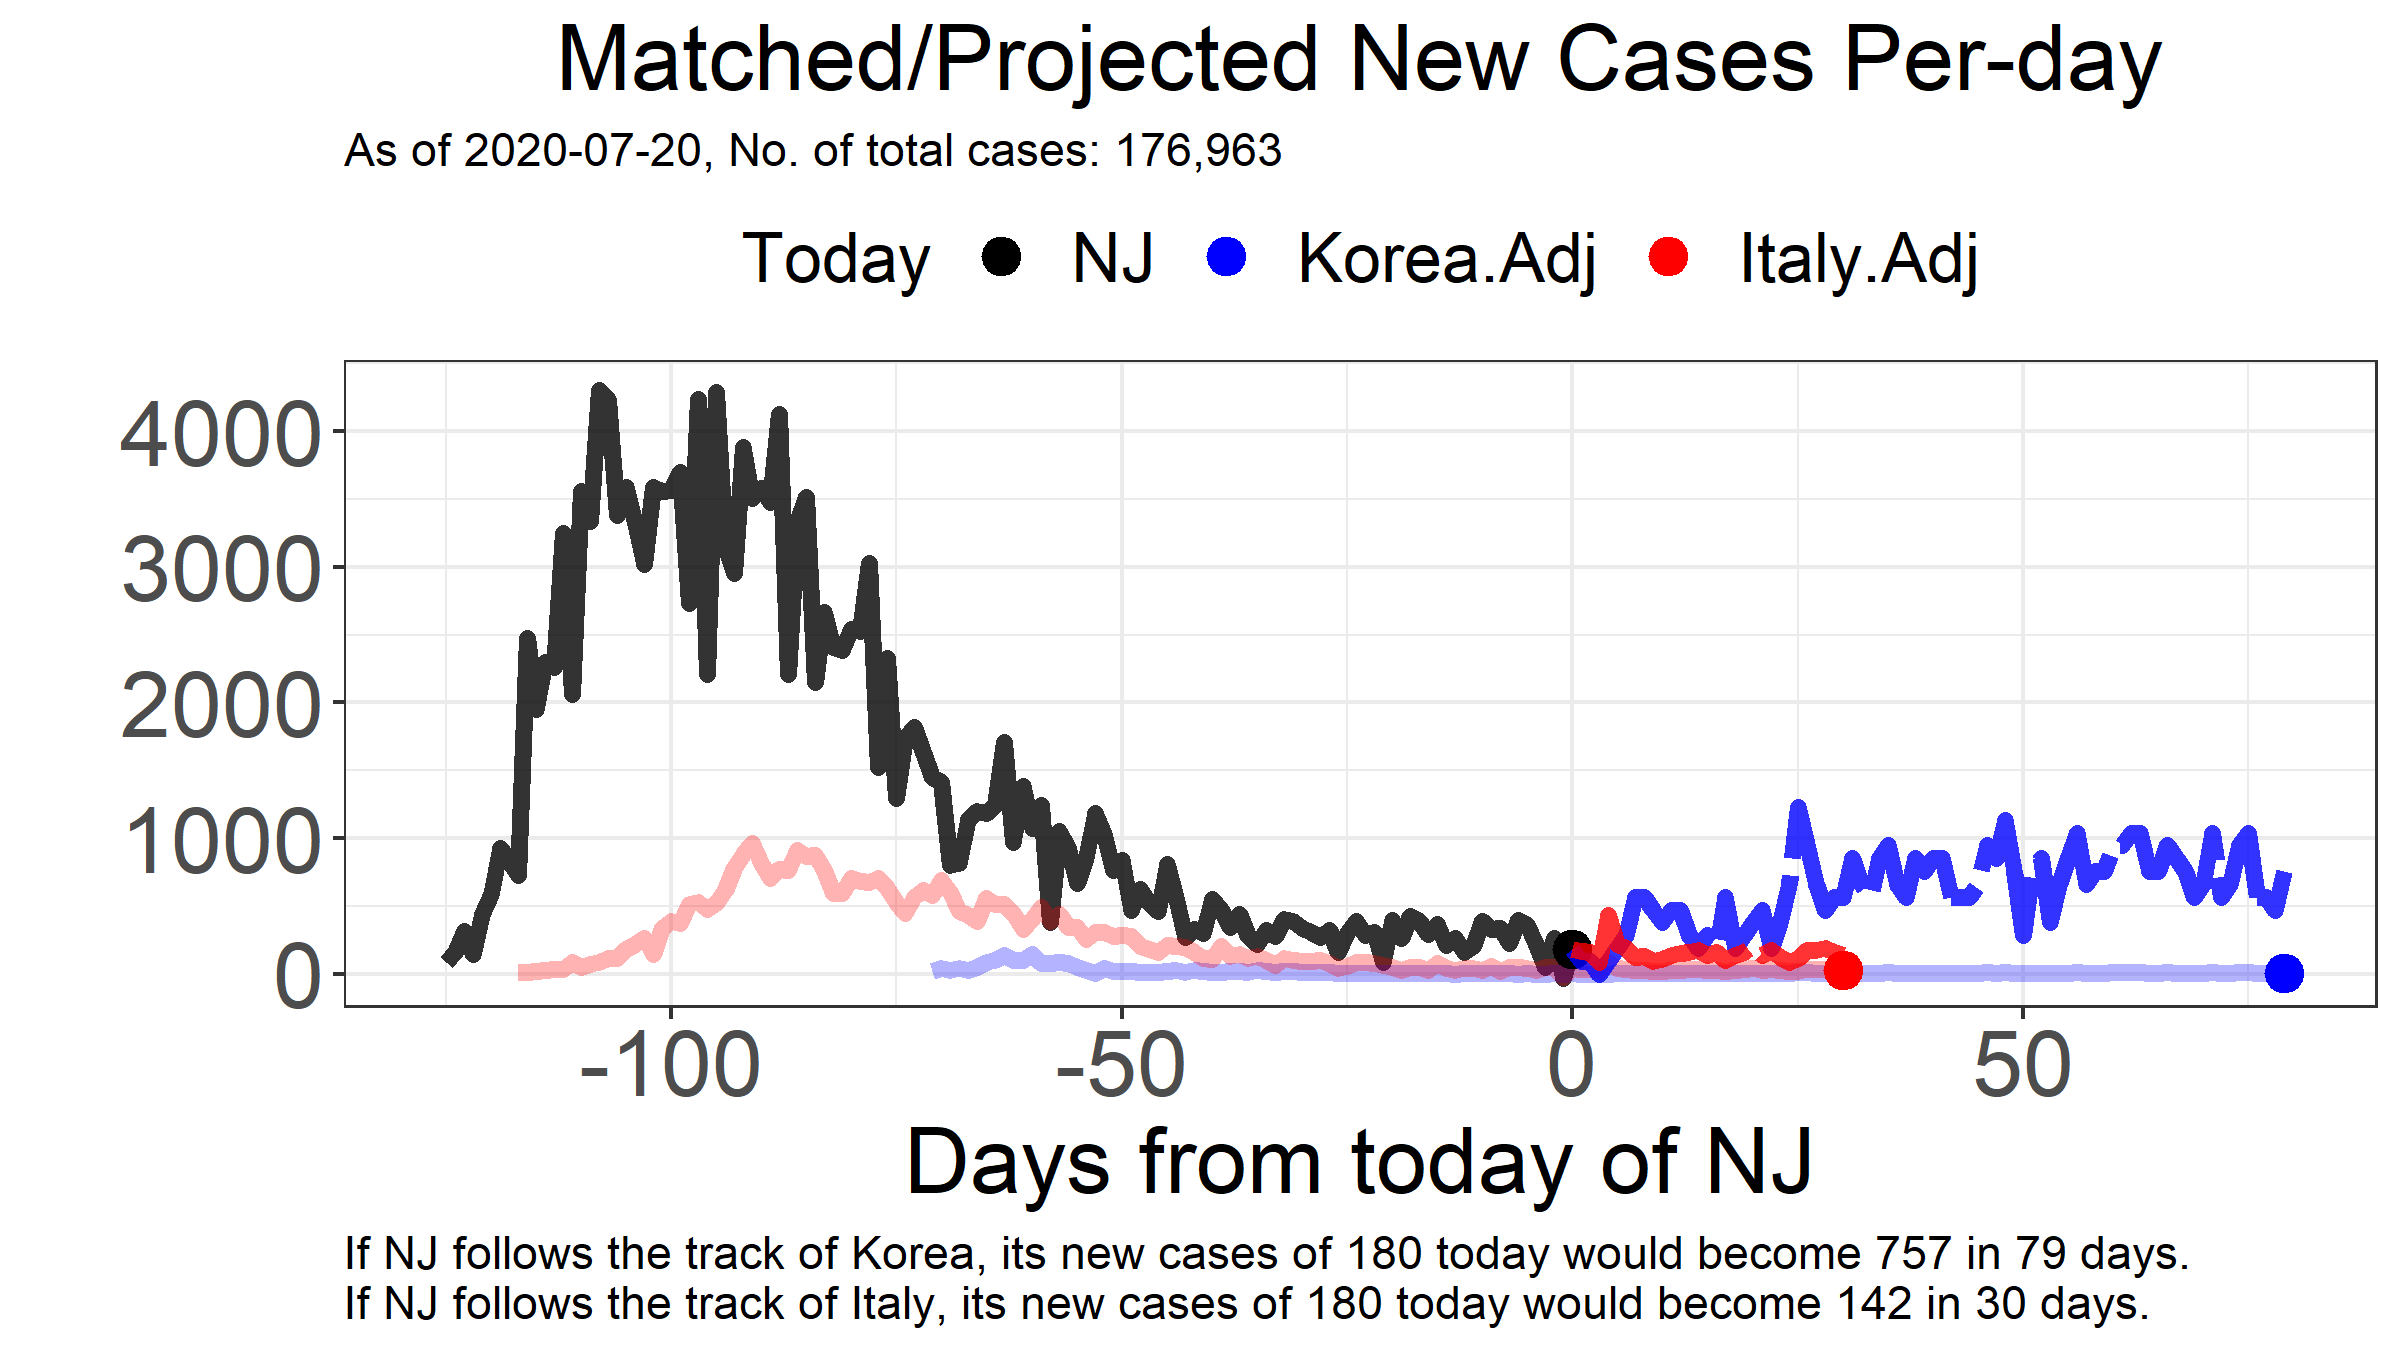 Matched/Projected New Cases Per-day
As of 2020-07-20, No. of total cases: 176,963
Today NJ Korea.Adj Italy.Adj
4000
3000
2000
1000
0
-100 -50 0 50
Days from today of NJ
If NJ follows the track of Korea, its new cases of 180 today would become 757 in 79 days.
If NJ follows the track of Italy, its new cases of 180 today would become 142 in 30 days.